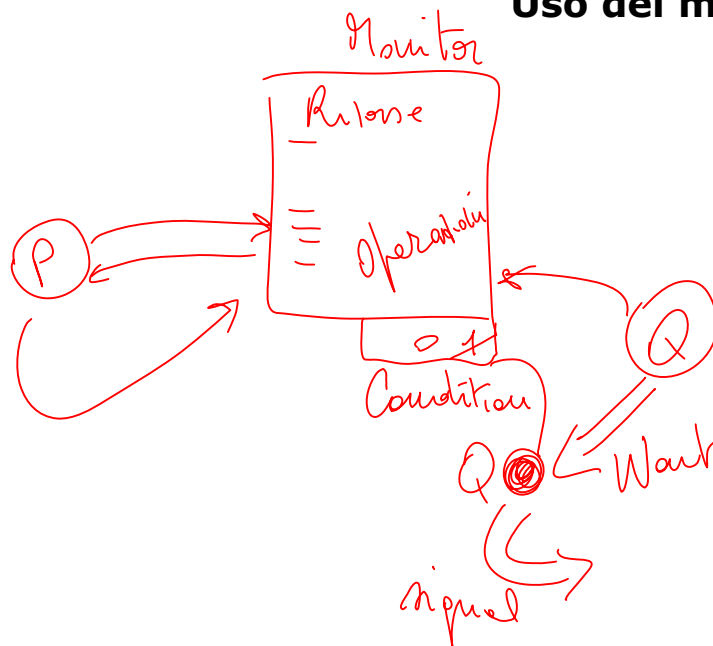 Uso del m
Monitor
Risorse
Operazioni
P
Q
0 1
Condition
Q
Wait
signal